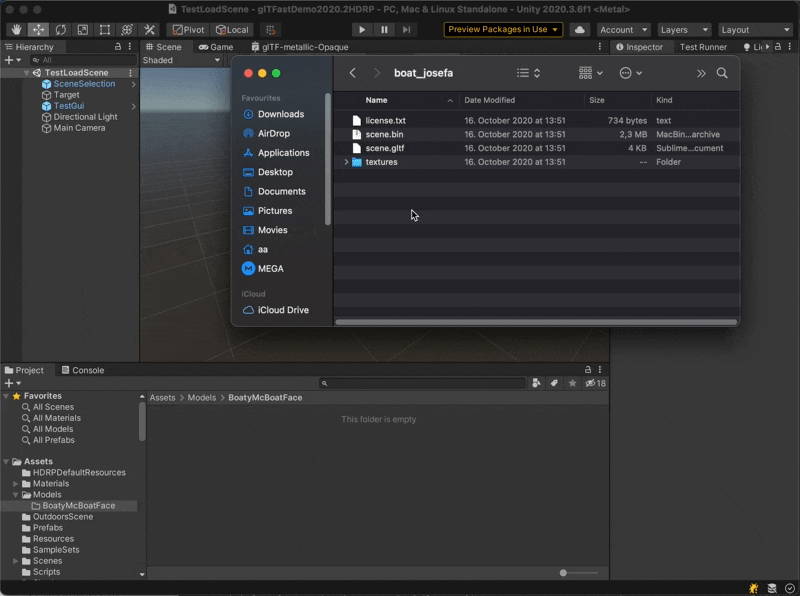 TestLoadScene - glTFastDemo2020.2HDRP - PC, Mac & Linux Standalone - Unity 2020.3.6f1 <Metal>
Pivot Local Preview Packages in Use Account Layers Layout
Hierarchy Scene Game glTF-metallic-Opaque Inspector Test Runner Li
All Shaded
TestLoadScene
SceneSelection
Target
TestGui
Directional Light
Main Camera
boat_josefa
Favourites
Downloads
AirDrop
Applications
Desktop
Documents
Pictures
Movies
aa
MEGA
iCloud
iCloud Drive
Name Date Modified Size Kind
license.txt 16. October 2020 at 13:51 734 bytes text
scene.bin 16. October 2020 at 13:51 2,3 MB MacBin...archive
scene.gltf 16. October 2020 at 13:51 4 KB Sublime...cument
textures 16. October 2020 at 13:51 -- Folder
Project Console
18
Favorites
All Scenes
All Materials
All Models
All Prefabs
Assets
HDRPDefaultResources
Materials
Models
BoatyMcBoatFace
OutdoorsScene
Prefabs
Resources
SampleSets
Scenes
Scripts
Assets > Models > BoatyMcBoatFace
This folder is empty